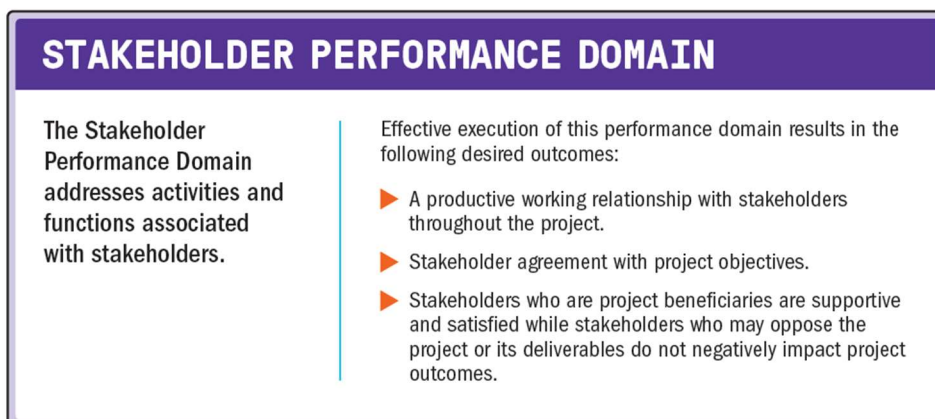 STAKEHOLDER PERFORMANCE DOMAIN
The Stakeholder
Performance Domain
addresses activities and
functions associated
with stakeholders.
Effective execution of this performance domain results in the
following desired outcomes:
A productive working relationship with stakeholders
throughout the project.
Stakeholder agreement with project objectives.
Stakeholders who are project beneficiaries are supportive
and satisfied while stakeholders who may oppose the
project or its deliverables do not negatively impact project
outcomes.